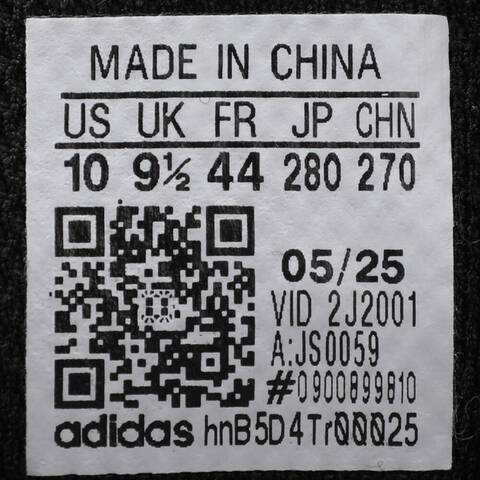 MADE IN CHINA
US UK FR JP CHN
10 9½ 44 280 270
05/25
VID 2J2001
A:JS0059
#0900899810
adidas hnB5D4Tr00025